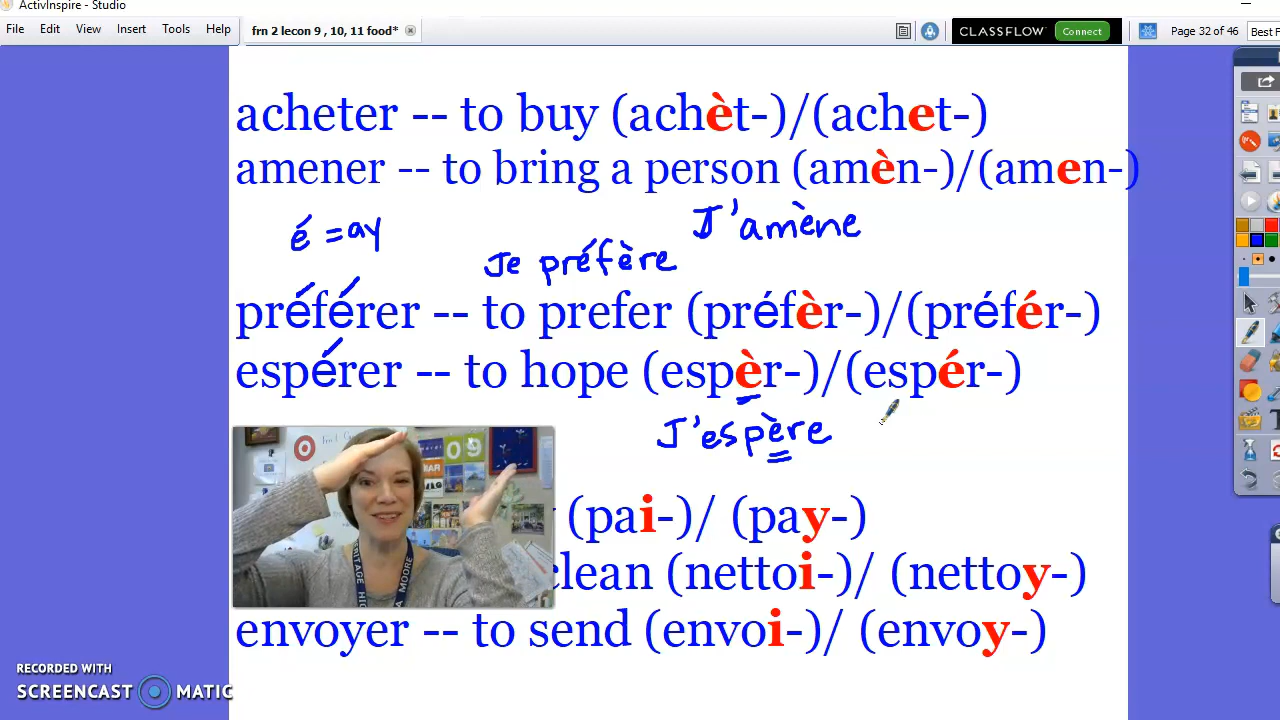 ActivInspire - Studio
File Edit View Insert Tools Help
frn 2 lecon 9 , 10, 11 food*
CLASSFLOW Connect
Page 32 of 46
Best
acheter -- to buy (achèt-)/(achet-)
amener -- to bring a person (amèn-)/(amen-)
é = ay
J'amène
Je préfère
préférer -- to prefer (préfèr-)/(préfér-)
espérer -- to hope (espèr-)/(espér-)
J'espère
09
MAR
(pai-)/ (pay-)
clean (nettoi-)/ (nettoy-)
envoyer -- to send (envoi-)/ (envoy-)
RECORDED WITH
SCREENCAST MATIC